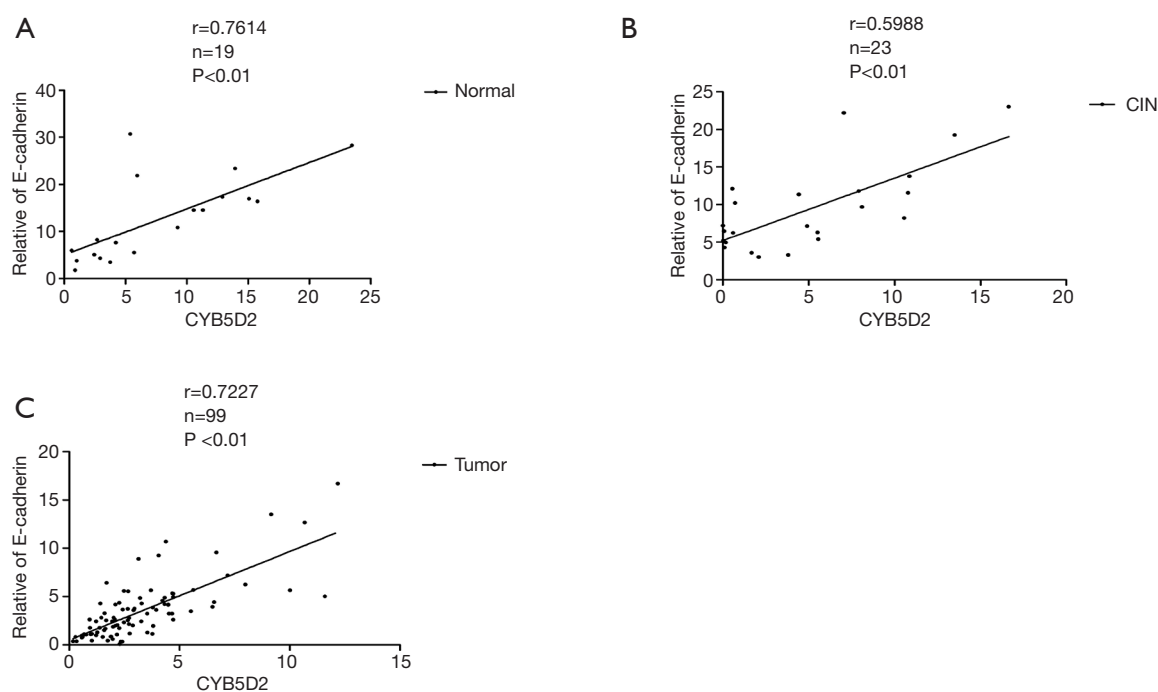 A
r=0.7614
n=19
P<0.01
Normal
Relative of E-cadherin
40
30
20
10
0
0 5 10 15 20 25
CYB5D2
B
r=0.5988
n=23
P<0.01
CIN
Relative of E-cadherin
25
20
15
10
5
0
0 5 10 15 20
CYB5D2
C
r=0.7227
n=99
P <0.01
Tumor
Relative of E-cadherin
20
15
10
5
0
0 5 10 15
CYB5D2